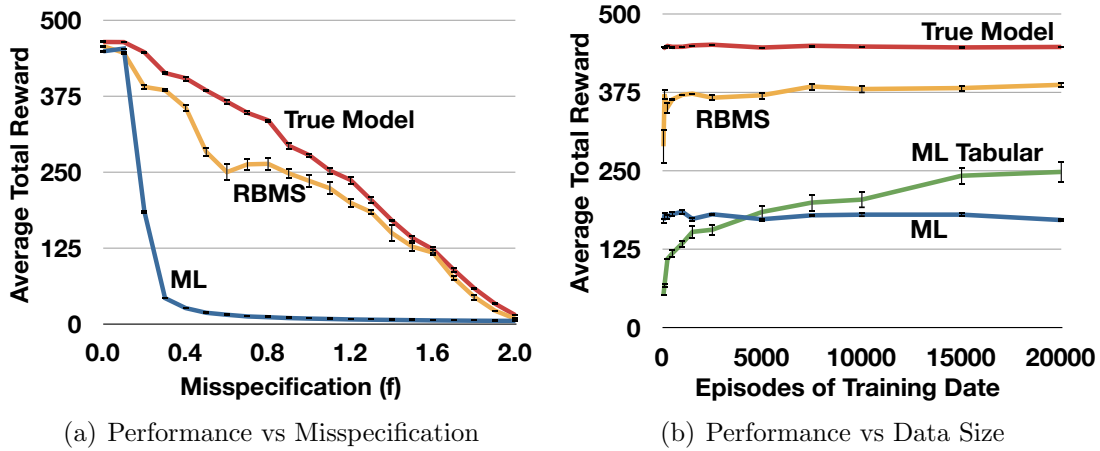 500
375
250
125
0
Average Total Reward
True Model
RBMS
ML
0.0 0.4 0.8 1.2 1.6 2.0
Misspecification (f)
(a) Performance vs Misspecification
500
375
250
125
0
Average Total Reward
True Model
RBMS
ML Tabular
ML
0 5000 10000 15000 20000
Episodes of Training Date
(b) Performance vs Data Size